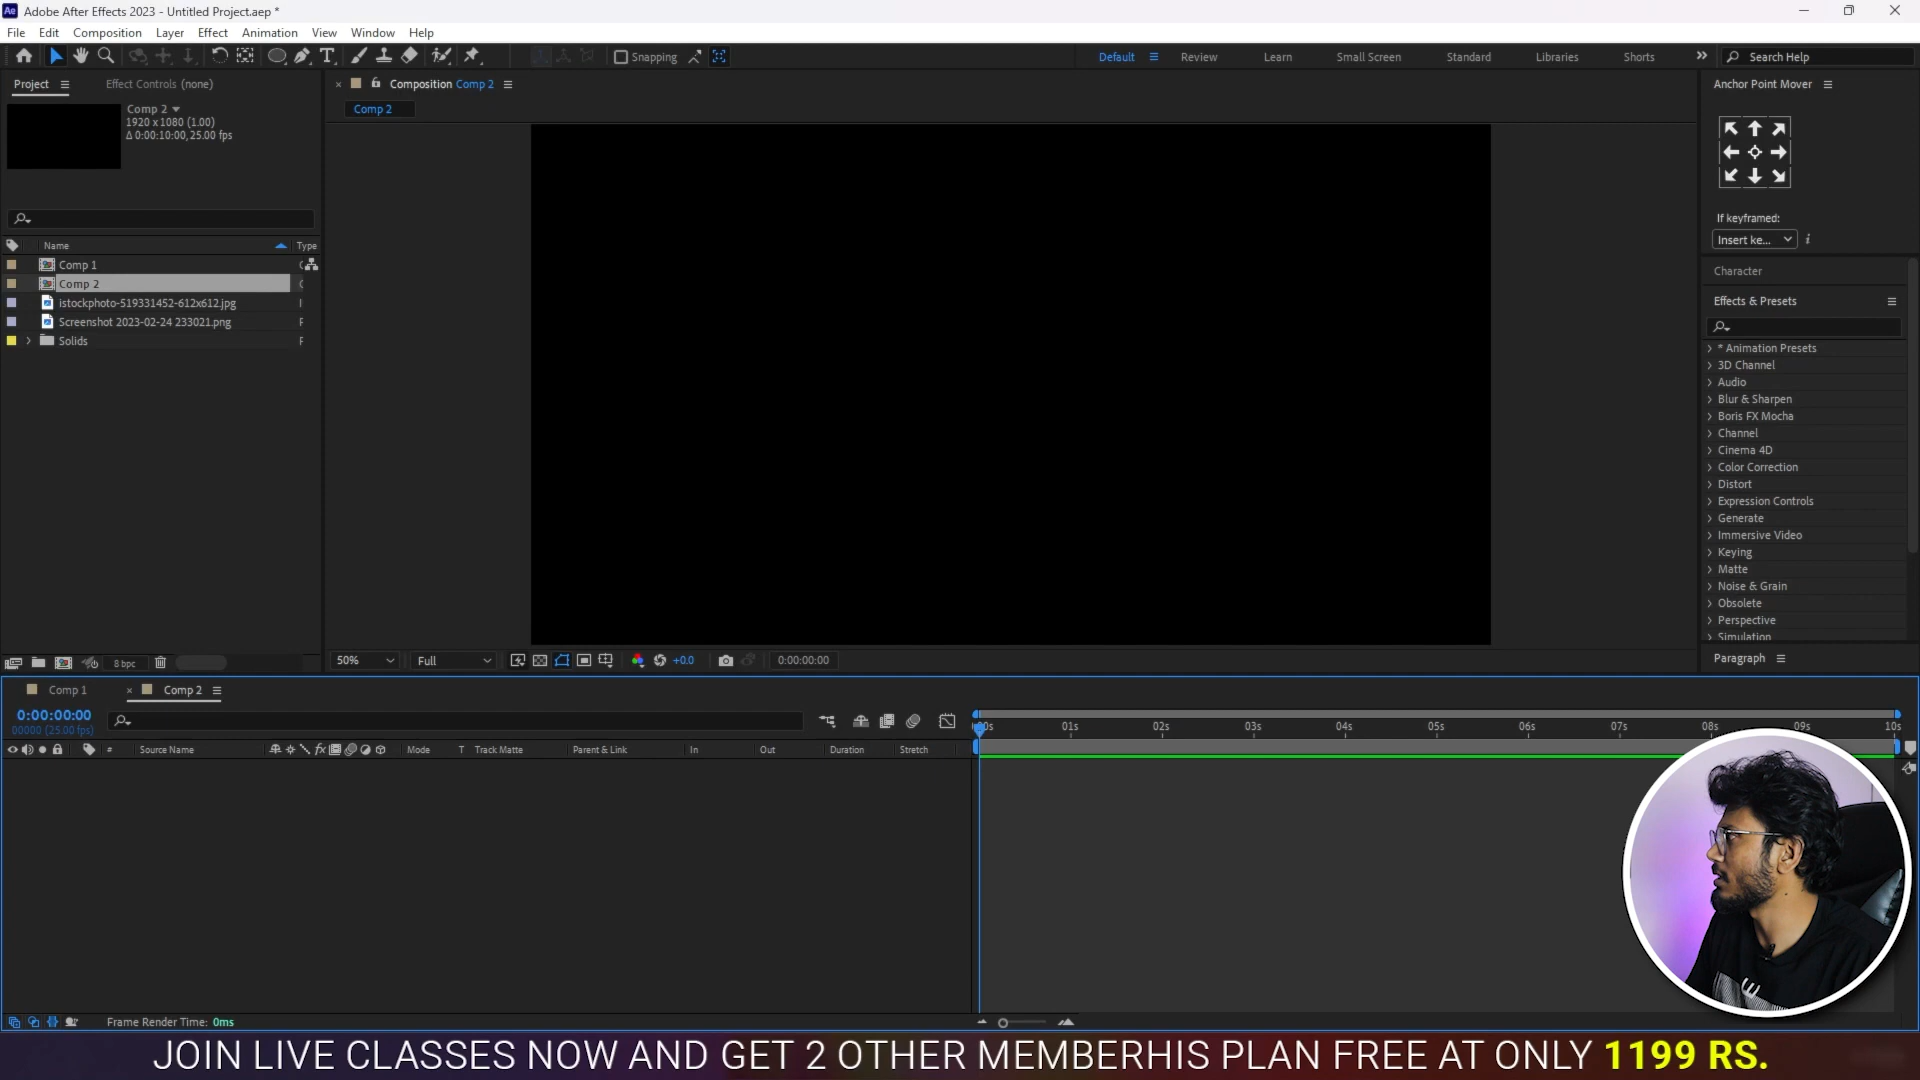 Ae Adobe After Effects 2023 - Untitled Project.aep *
File Edit Composition Layer Effect Animation View Window Help
Snapping Default Review Learn Small Screen Standard Libraries Shorts Search Help
Project Effect Controls (none)
Comp 2
1920 x 1080 (1.00)
Δ 0:00:10:00, 25.00 fps
Name Type
Comp 1
Comp 2
istockphoto-519331452-612x612.jpg
Screenshot 2023-02-24 233021.png
Solids
8 bpc
Composition Comp 2
Comp 2
50% Full +0.0 0:00:00:00
Anchor Point Mover
If keyframed:
Insert ke...
Character
Effects & Presets
* Animation Presets
3D Channel
Audio
Blur & Sharpen
Boris FX Mocha
Channel
Cinema 4D
Color Correction
Distort
Expression Controls
Generate
Immersive Video
Keying
Matte
Noise & Grain
Obsolete
Perspective
Simulation
Paragraph
Comp 1 Comp 2
0:00:00:00
00000 (25.00 fps)
01s 02s 03s 04s 05s 06s 07s 08s 09s 10s
# Source Name fx Mode T Track Matte Parent & Link In Out Duration Stretch
Frame Render Time: 0ms
JOIN LIVE CLASSES NOW AND GET 2 OTHER MEMBERHIS PLAN FREE AT ONLY 1199 RS.